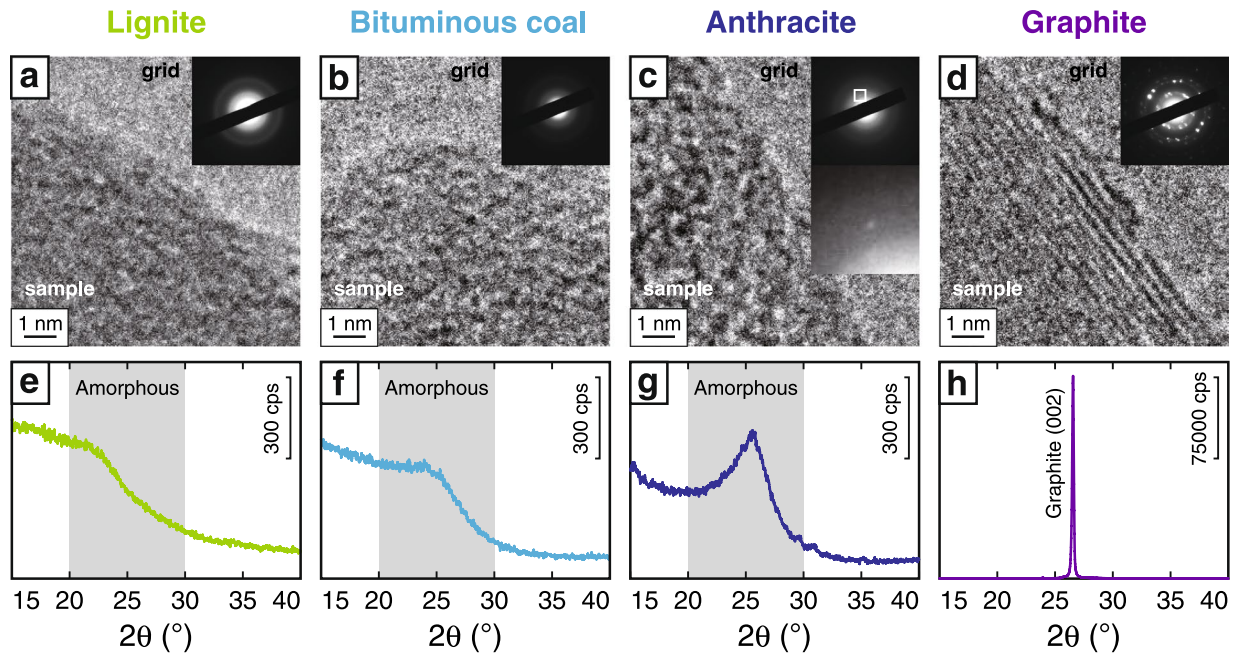 Lignite
Bituminous coal
Anthracite
Graphite
a
grid
sample
1 nm
b
grid
sample
1 nm
c
grid
sample
1 nm
d
grid
sample
1 nm
e
Amorphous
300 cps
15 20 25 30 35 40
2θ (°)
f
Amorphous
300 cps
15 20 25 30 35 40
2θ (°)
g
Amorphous
300 cps
15 20 25 30 35 40
2θ (°)
h
Graphite (002)
75000 cps
15 20 25 30 35 40
2θ (°)